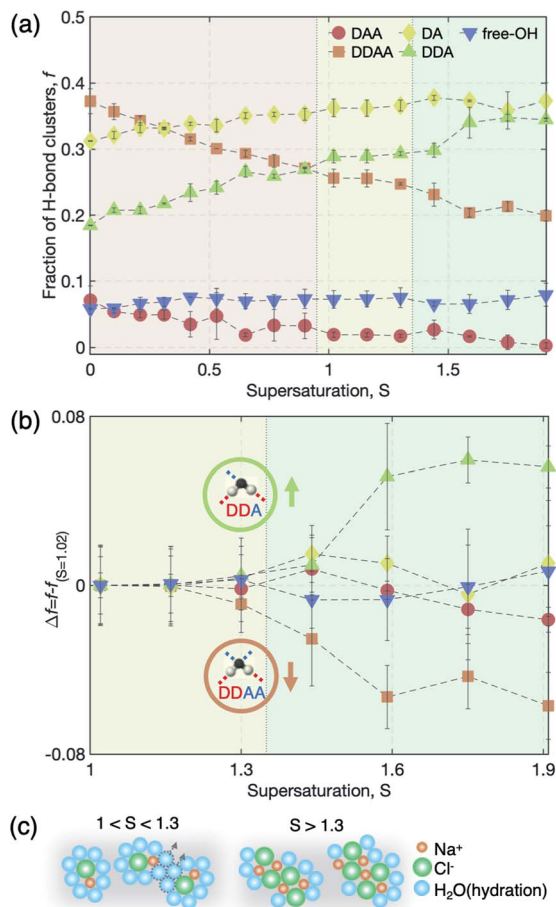 (a)
DAA
DA
free-OH
DDAA
DDA
0.5
0.4
0.3
0.2
0.1
0
Fraction of H-bond clusters, f
0
0.5
1
1.5
Supersaturation, S
(b)
0.08
0
-0.08
Δf=f-f(S=1.02)
DDA
DDAA
1
1.3
1.6
1.9
Supersaturation, S
(c)
1 < S < 1.3
S > 1.3
Na⁺
Cl⁻
H₂O(hydration)